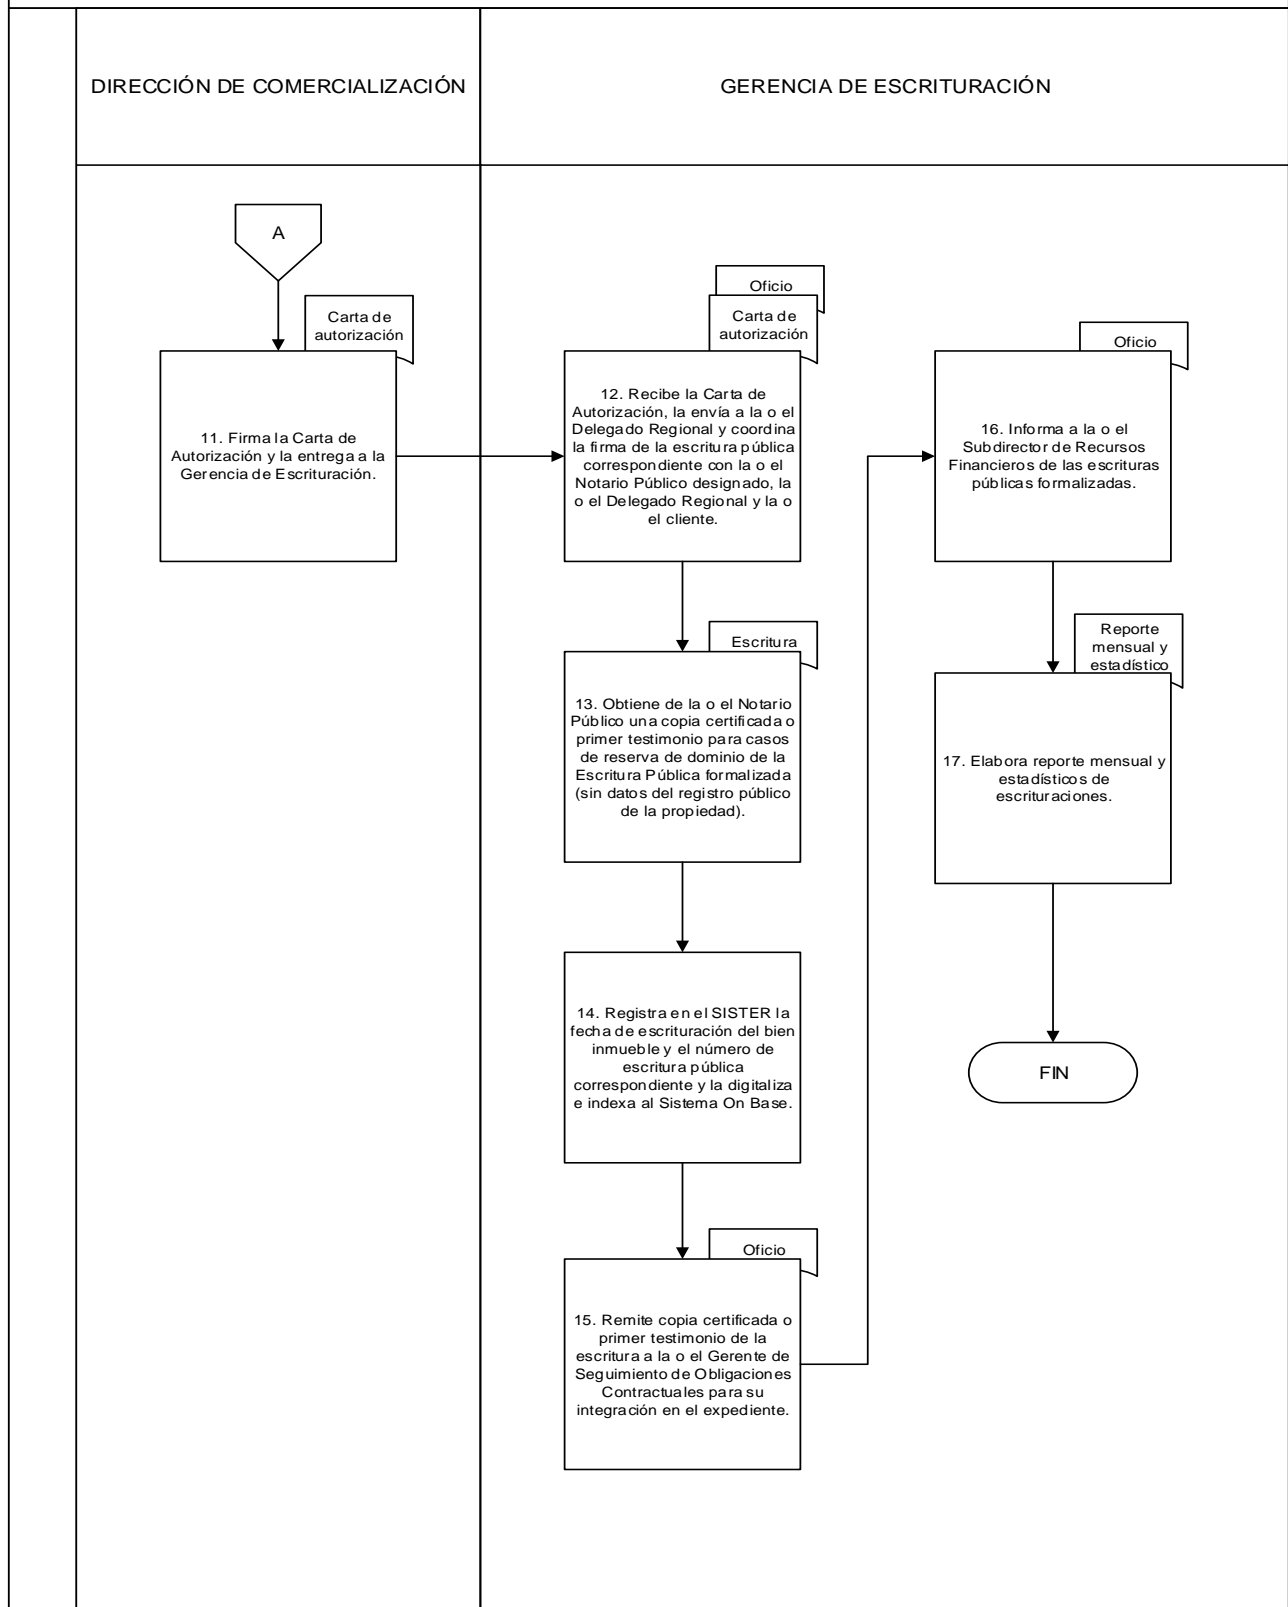 DIRECCIÓN DE COMERCIALIZACIÓN
GERENCIA DE ESCRITURACIÓN
A
Carta de
autorización
11. Firma la Carta de
Autorización y la entrega a la
Gerencia de Escrituración.
Oficio
Carta de
autorización
12. Recibe la Carta de
Autorización, la envía a la o el
Delegado Regional y coordina
la firma de la escritura pública
correspondiente con la o el
Notario Público designado, la
o el Delegado Regional y la o
el cliente.
Escritura
13. Obtiene de la o el Notario
Público una copia certificada o
primer testimonio para casos
de reserva de dominio de la
Escritura Pública formalizada
(sin datos del registro público
de la propiedad).
14. Registra en el SISTER la
fecha de escrituración del bien
inmueble y el número de
escritura pública
correspondiente y la digitaliza
e indexa al Sistema On Base.
Oficio
15. Remite copia certificada o
primer testimonio de la
escritura a la o el Gerente de
Seguimiento de Obligaciones
Contractuales para su
integración en el expediente.
Oficio
16. Informa a la o el
Subdirector de Recursos
Financieros de las escrituras
públicas formalizadas.
Reporte
mensual y
estadístico
17. Elabora reporte mensual y
estadísticos de
escrituraciones.
FIN